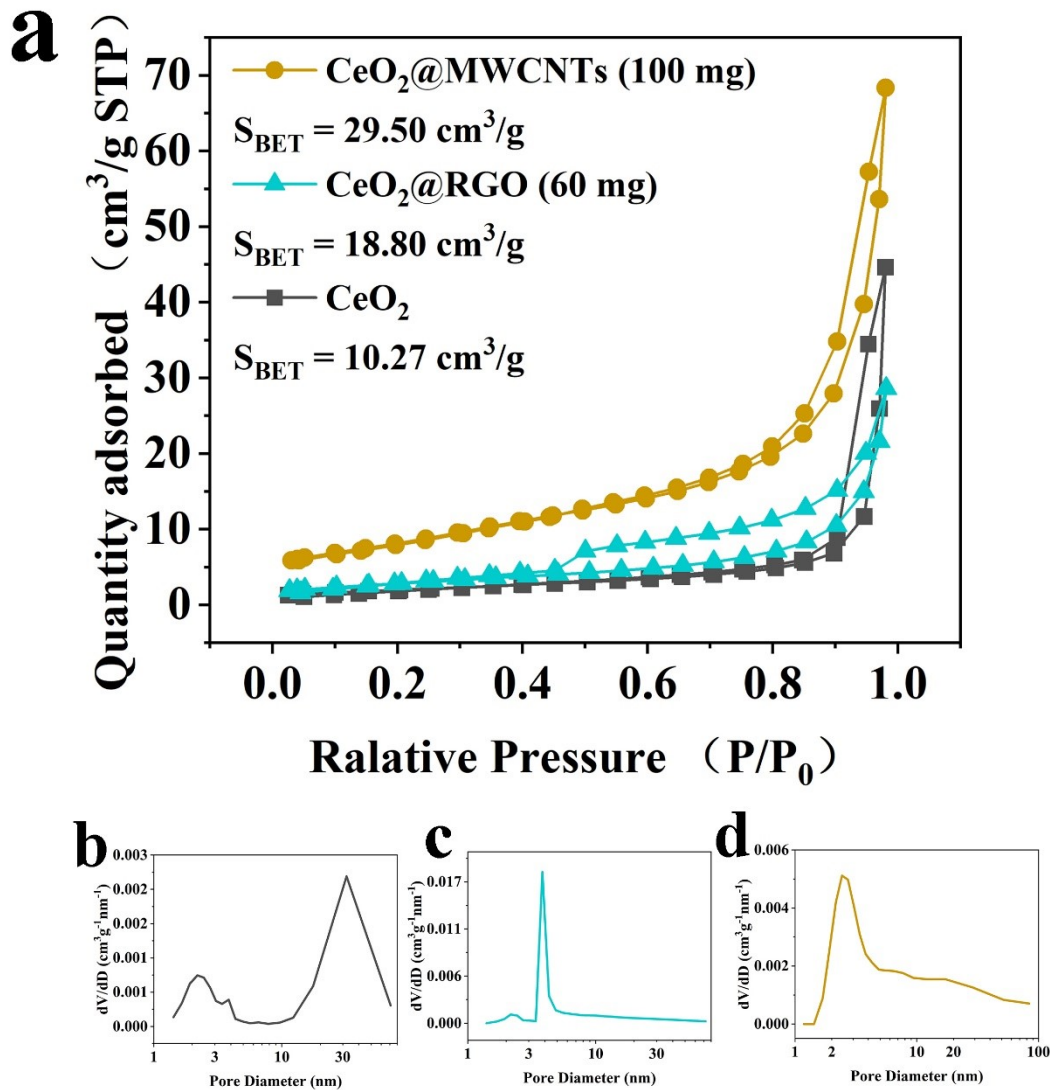 a
CeO2@MWCNTs (100 mg)
SBET = 29.50 cm3/g
CeO2@RGO (60 mg)
SBET = 18.80 cm3/g
CeO2
SBET = 10.27 cm3/g
Quantity adsorbed （cm3/g STP）
70
60
50
40
30
20
10
0
0.0 0.2 0.4 0.6 0.8 1.0
Ralative Pressure （P/P0）
b
dV/dD (cm3g-1nm-1)
0.003
0.002
0.002
0.001
0.001
0.000
1 3 10 30
Pore Diameter (nm)
c
dV/dD (cm3g-1nm-1)
0.017
0.011
0.006
0.000
1 3 10 30
Pore Diameter (nm)
d
dV/dD (cm3g-1nm-1)
0.006
0.004
0.002
0.000
1 2 10 20 100
Pore Diameter (nm)